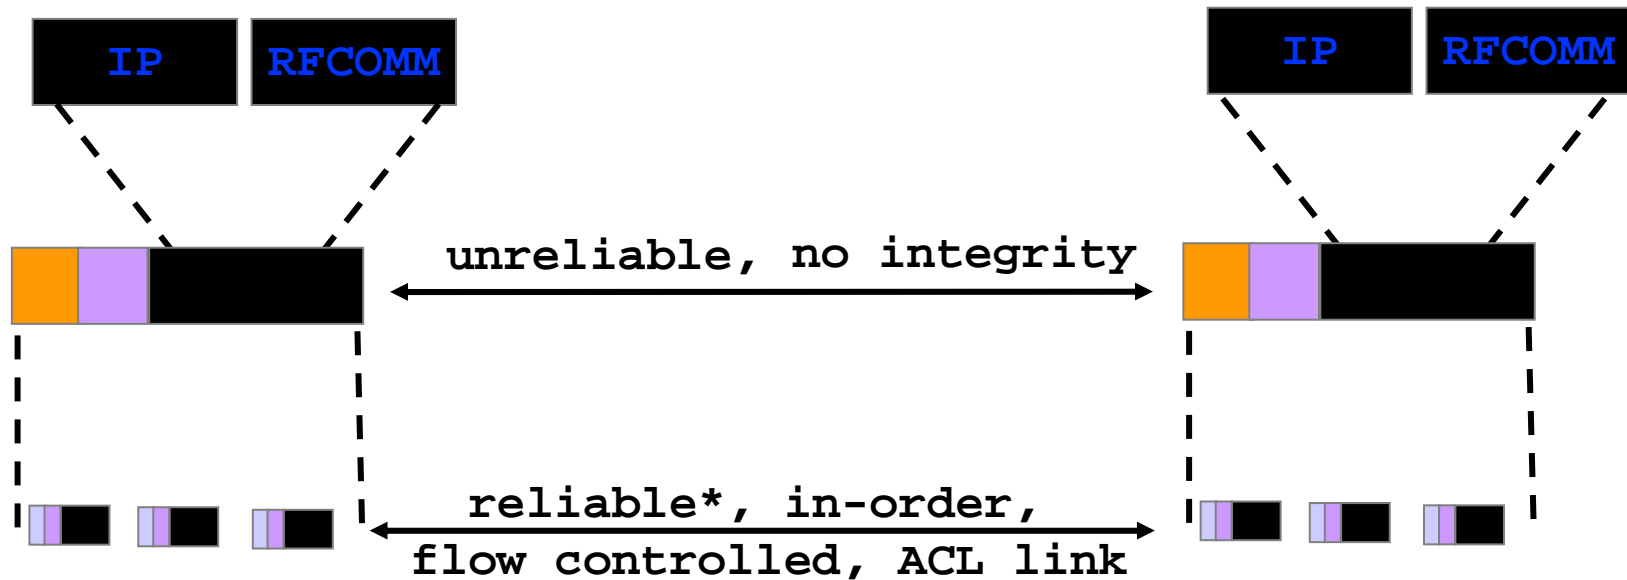 IP RFCOMM IP RFCOMM
unreliable, no integrity
reliable*, in-order,
flow controlled, ACL link